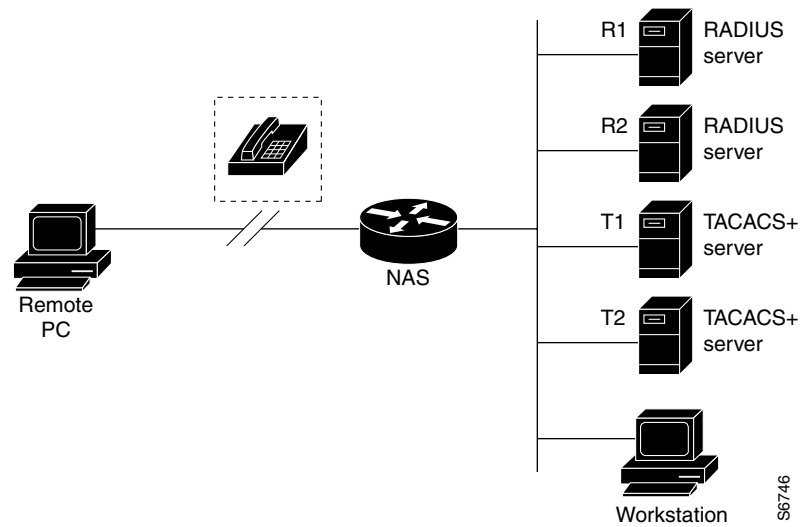 R1 RADIUS
server
R2 RADIUS
server
T1 TACACS+
server
NAS
Remote
PC
T2 TACACS+
server
Workstation
S6746